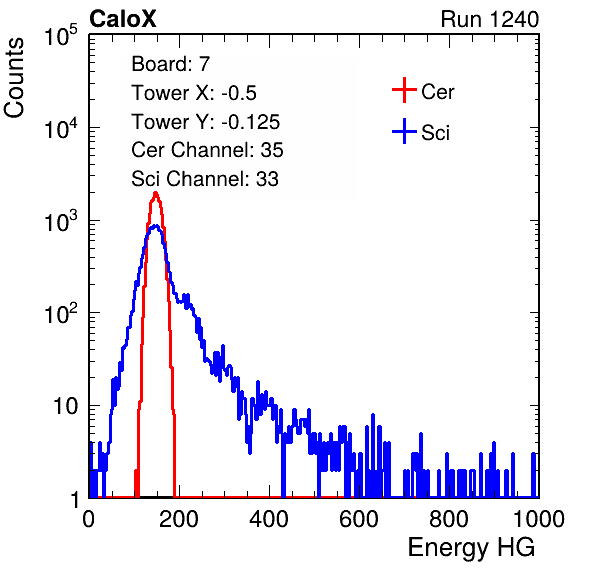 CaloX Run 1240
Counts
Board: 7
Tower X: -0.5
Tower Y: -0.125
Cer Channel: 35
Sci Channel: 33
Cer
Sci
10^5
10^4
10^3
10^2
10
1
0 200 400 600 800 1000
Energy HG